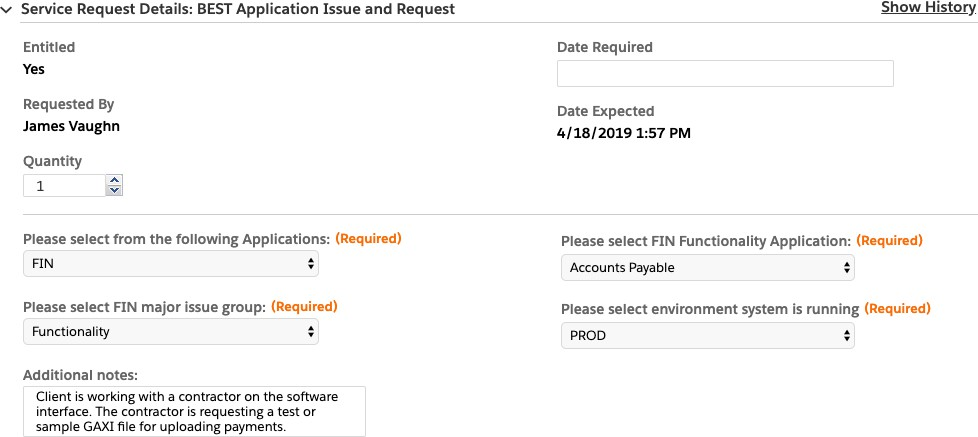 Service Request Details: BEST Application Issue and Request
Show History
Entitled
Yes
Date Required
Requested By
James Vaughn
Date Expected
4/18/2019 1:57 PM
Quantity
1
Please select from the following Applications: (Required)
FIN
Please select FIN Functionality Application: (Required)
Accounts Payable
Please select FIN major issue group: (Required)
Functionality
Please select environment system is running (Required)
PROD
Additional notes:
Client is working with a contractor on the software
interface. The contractor is requesting a test or
sample GAXI file for uploading payments.